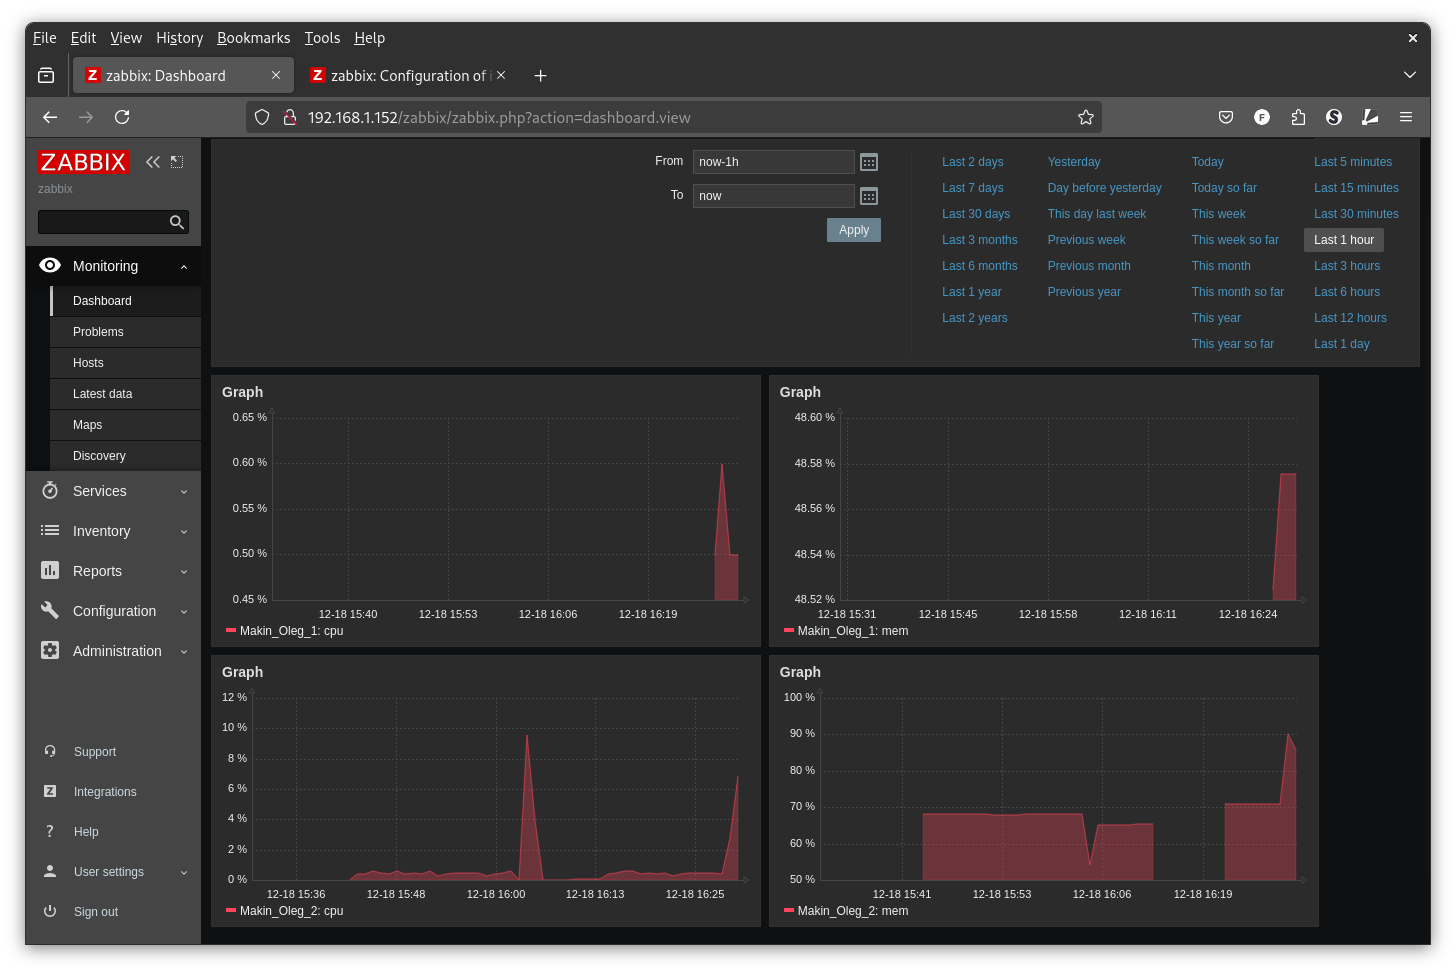 File Edit View History Bookmarks Tools Help
zabbix: Dashboard
zabbix: Configuration of
192.168.1.152/zabbix/zabbix.php?action=dashboard.view
ZABBIX
zabbix
Monitoring
Dashboard
Problems
Hosts
Latest data
Maps
Discovery
Services
Inventory
Reports
Configuration
Administration
Support
Z Integrations
? Help
User settings
Sign out
From now-1h
To now
Apply
Last 2 days Yesterday Today Last 5 minutes
Last 7 days Day before yesterday Today so far Last 15 minutes
Last 30 days This day last week This week Last 30 minutes
Last 3 months Previous week This week so far Last 1 hour
Last 6 months Previous month This month Last 3 hours
Last 1 year Previous year This month so far Last 6 hours
Last 2 years This year Last 12 hours
This year so far Last 1 day
Graph
0.65 %
0.60 %
0.55 %
0.50 %
0.45 %
12-18 15:40 12-18 15:53 12-18 16:06 12-18 16:19
Makin_Oleg_1: cpu
Graph
48.60 %
48.58 %
48.56 %
48.54 %
48.52 %
12-18 15:31 12-18 15:45 12-18 15:58 12-18 16:11 12-18 16:24
Makin_Oleg_1: mem
Graph
12 %
10 %
8 %
6 %
4 %
2 %
0 %
12-18 15:36 12-18 15:48 12-18 16:00 12-18 16:13 12-18 16:25
Makin_Oleg_2: cpu
Graph
100 %
90 %
80 %
70 %
60 %
50 %
12-18 15:41 12-18 15:53 12-18 16:06 12-18 16:19
Makin_Oleg_2: mem